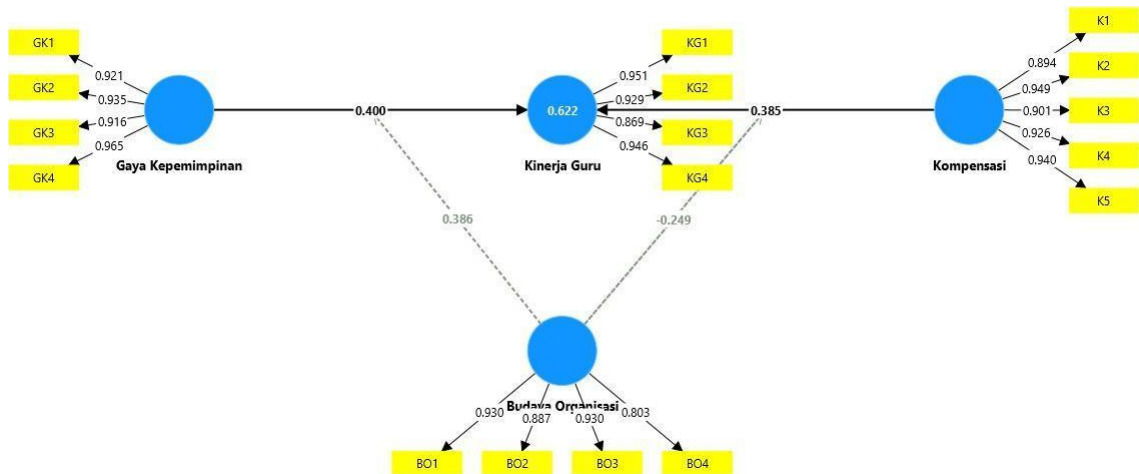 GK1
GK2
GK3
GK4
0.921
0.935
0.916
0.965
Gaya Kepemimpinan
0.400
0.622
Kinerja Guru
KG1
KG2
KG3
KG4
0.951
0.929
0.869
0.946
0.385
Kompensasi
0.894
0.949
0.901
0.926
0.940
K1
K2
K3
K4
K5
0.386
-0.249
Budaya Organisasi
0.930
0.887
0.930
0.803
BO1
BO2
BO3
BO4